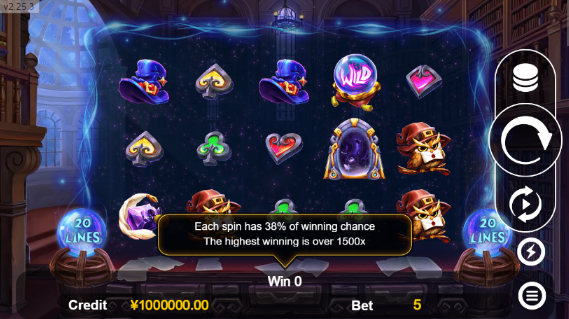 v2.25.3
WILD
20
LINES
20
LINES
Each spin has 38% of winning chance
The highest winning is over 1500x
Win 0
Credit ¥1000000.00 Bet 5